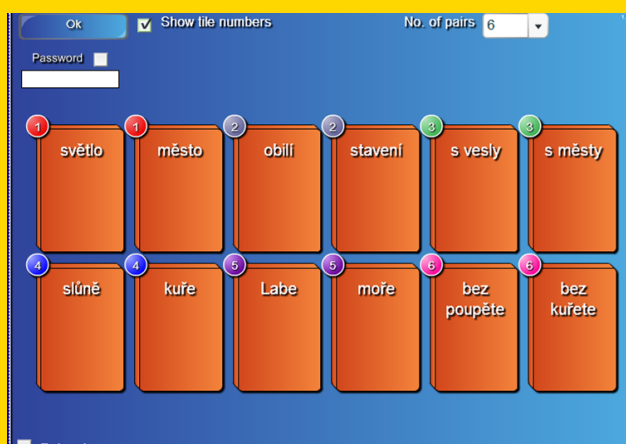 Ok Show tile numbers No. of pairs 6
Password
1 1 2 2 3 3
světlo město obilí stavení s vesly s městy
4 4 5 5 6 6
slůně kuře Labe moře bez bez
poupěte kuřete